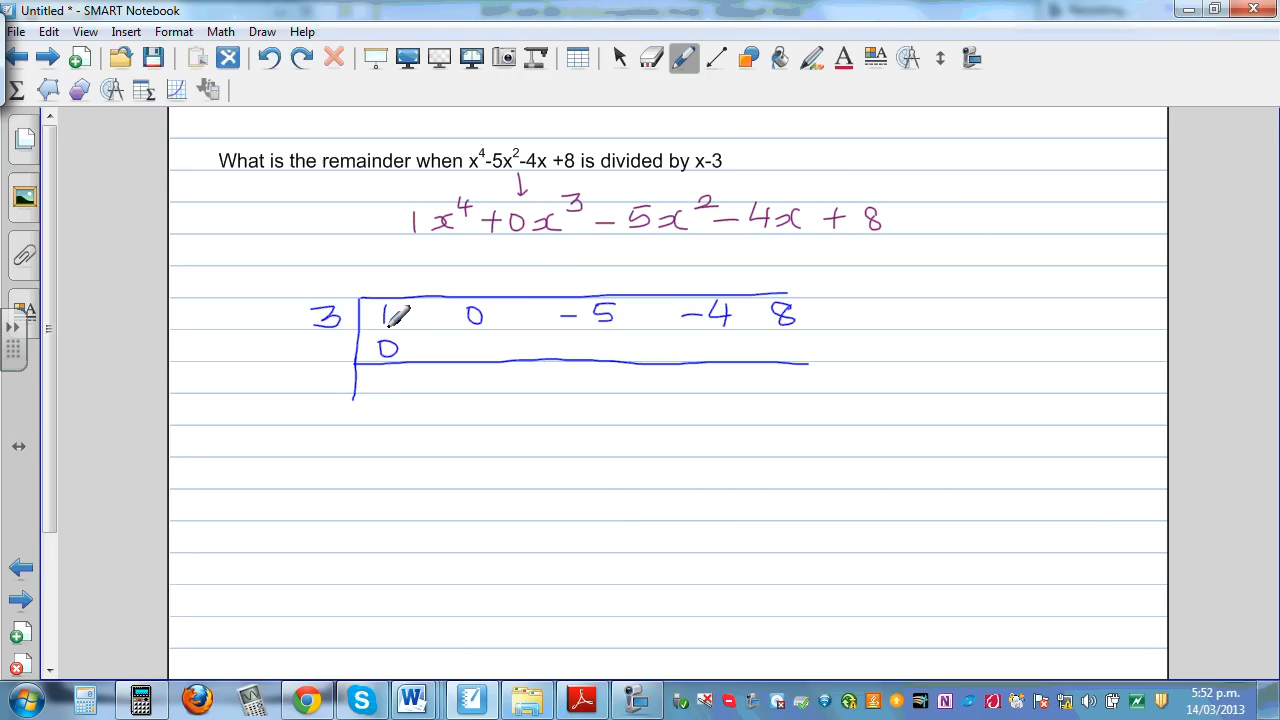 Untitled * - SMART Notebook
File Edit View Insert Format Math Draw Help
What is the remainder when x⁴-5x²-4x +8 is divided by x-3
1x⁴ +0x³ - 5x² - 4x + 8
3 1 0 -5 -4 8
0
5:52 p.m.
14/03/2013